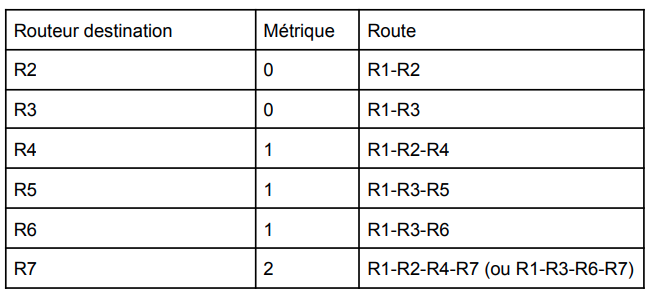 Routeur destination Métrique Route
R2 0 R1-R2
R3 0 R1-R3
R4 1 R1-R2-R4
R5 1 R1-R3-R5
R6 1 R1-R3-R6
R7 2 R1-R2-R4-R7 (ou R1-R3-R6-R7)